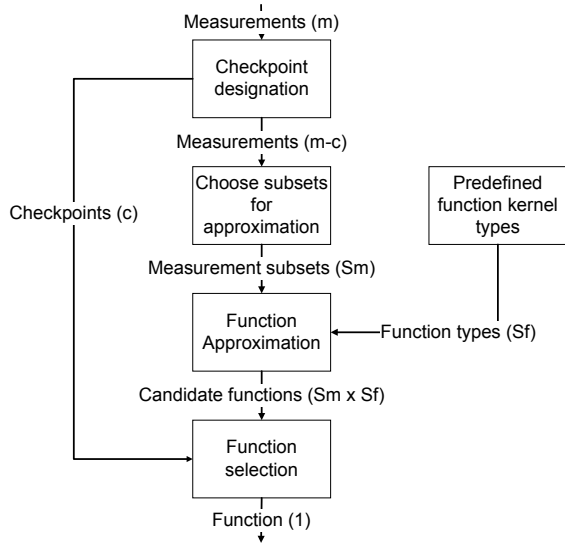 Measurements (m)
Checkpoint
designation
Measurements (m-c)
Choose subsets
for
approximation
Predefined
function kernel
types
Checkpoints (c)
Measurement subsets (Sm)
Function
Approximation
Function types (Sf)
Candidate functions (Sm x Sf)
Function
selection
Function (1)